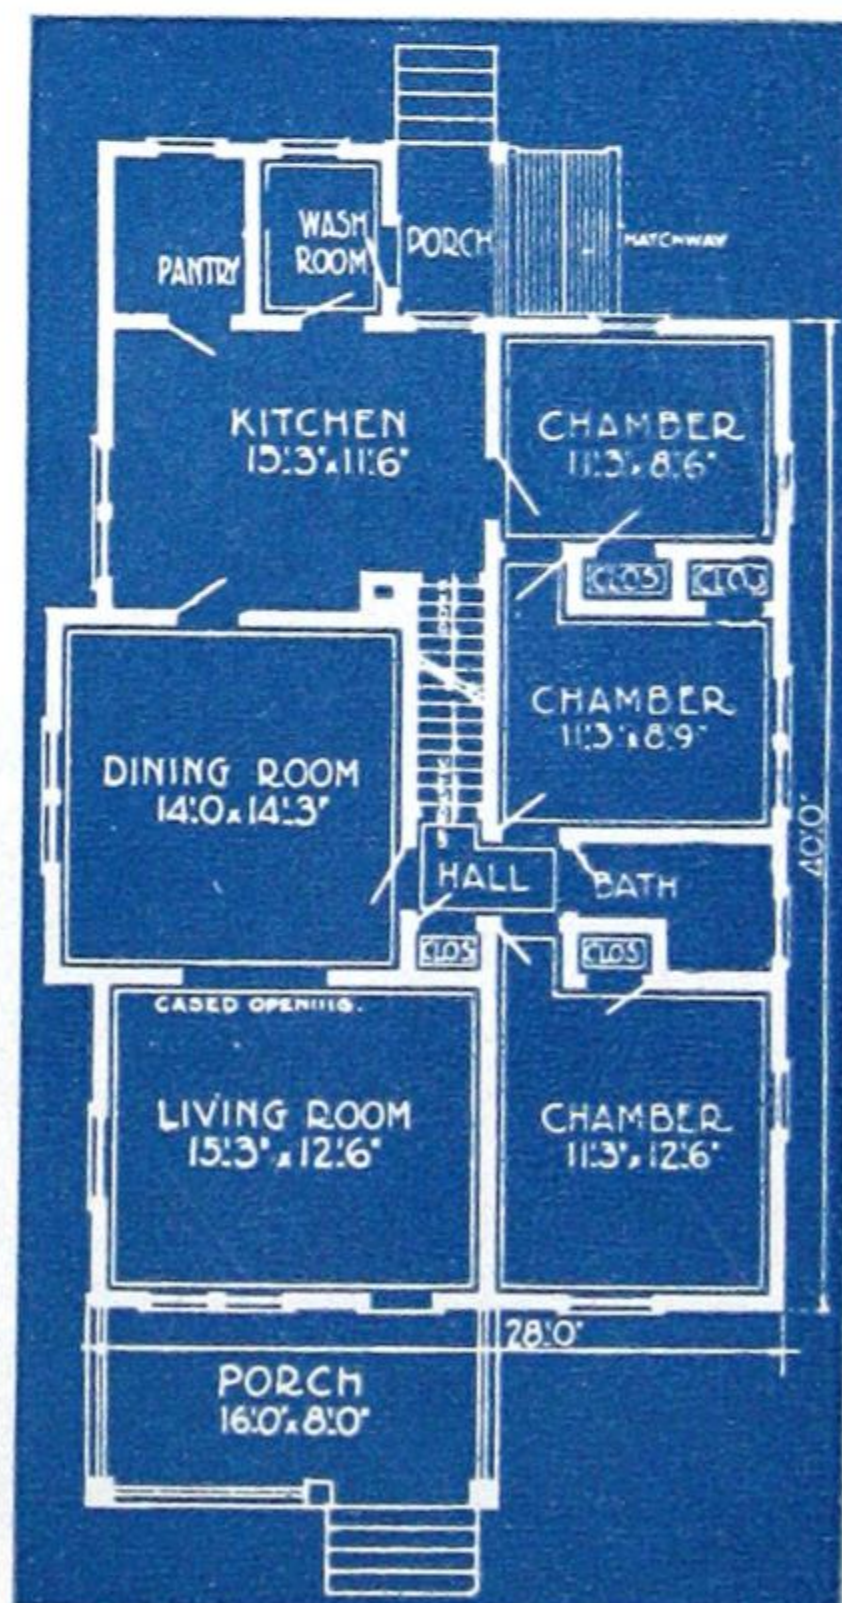 WASH
ROOM
PORCH
HATCHWAY
PANTRY
KITCHEN
15'3"x11'6"
CHAMBER
11'3"x8'6"
CLOS
CLOS
CHAMBER
11'3"x8'9"
DINING ROOM
14'0x14'3"
40'0"
HALL
BATH
CLOS
CLOS
CASED OPENING.
LIVING ROOM
15'3"x12'6"
CHAMBER
11'3"x12'6"
28'0"
PORCH
16'0"x8'0"